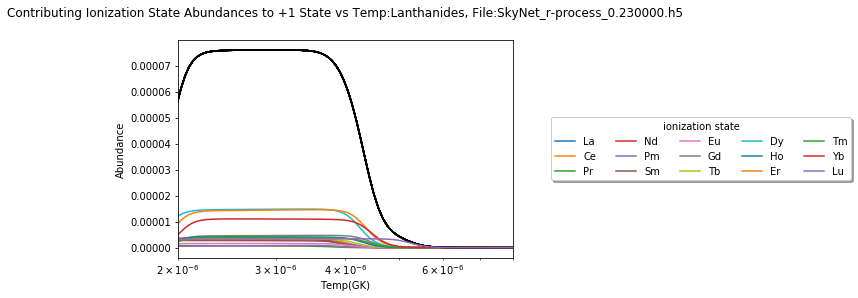 Contributing Ionization State Abundances to +1 State vs Temp:Lanthanides, File:SkyNet_r-process_0.230000.h5
0.00007
0.00006
0.00005
0.00004
0.00003
0.00002
0.00001
0.00000
Abundance
2 × 10⁻⁶ 3 × 10⁻⁶ 4 × 10⁻⁶ 6 × 10⁻⁶
Temp(GK)
ionization state
La Nd Eu Dy Tm
Ce Pm Gd Ho Yb
Pr Sm Tb Er Lu